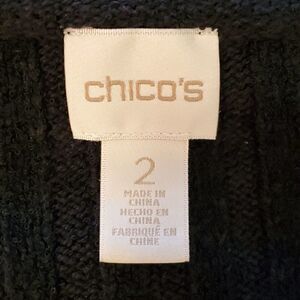 chico's
2
MADE IN
CHINA
HECHO EN
CHINA
FABRIQUÉ EN
CHINE